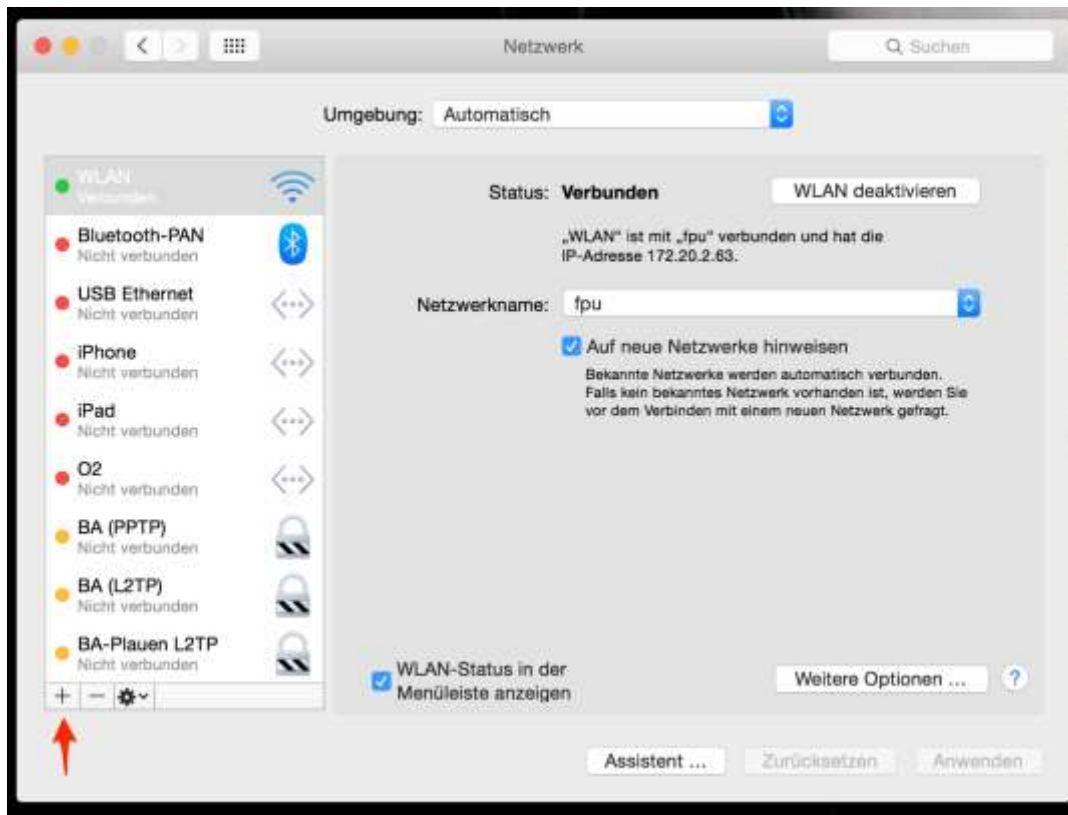 Netzwerk
Suchen
Umgebung: Automatisch
WLAN
Verbunden
Bluetooth-PAN
Nicht verbunden
USB Ethernet
Nicht verbunden
iPhone
Nicht verbunden
iPad
Nicht verbunden
O2
Nicht verbunden
BA (PPTP)
Nicht verbunden
BA (L2TP)
Nicht verbunden
BA-Plauen L2TP
Nicht verbunden
Status: Verbunden
WLAN deaktivieren
„WLAN“ ist mit „fpu“ verbunden und hat die
IP-Adresse 172.20.2.63.
Netzwerkname: fpu
Auf neue Netzwerke hinweisen
Bekannte Netzwerke werden automatisch verbunden.
Falls kein bekanntes Netzwerk vorhanden ist, werden Sie
vor dem Verbinden mit einem neuen Netzwerk gefragt.
WLAN-Status in der
Menüleiste anzeigen
Weitere Optionen ...
?
Assistent ...
Zurücksetzen
Anwenden